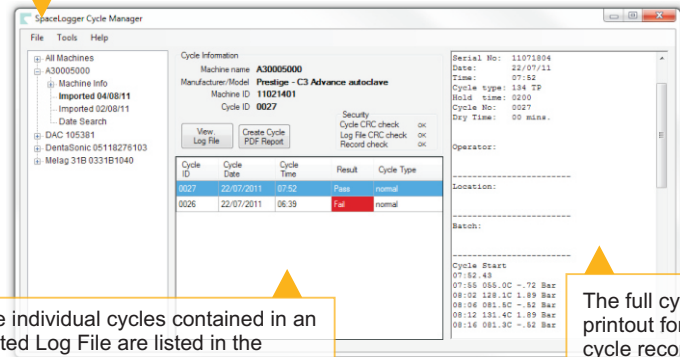 SpaceLogger Cycle Manager
File Tools Help
All Machines
A30005000
Machine Info
Imported 04/08/11
Imported 02/08/11
Date Search
DAC 105381
DentaSonic 05118276103
Melag 31B 0331B1040
Cycle Information
Machine name A30005000
Manufacturer/Model Prestige - C3 Advance autoclave
Machine ID 11021401
Cycle ID 0027
View. Log File
Create Cycle PDF Report
Security
Cycle CRC check OK
Log File CRC check OK
Record check OK
Cycle ID Cycle Date Cycle Time Result Cycle Type
0027 22/07/2011 07:52 Pass normal
0026 22/07/2011 06:39 Fail normal
Serial No: 11071804
Date: 22/07/11
Time: 07:52
Cycle type: 134 TP
Hold time: 0200
Cycle No: 0027
Dry Time: 00 mins.
Operator:
Location:
Batch:
Cycle Start
07:52.43
07:55 055.0C -.72 Bar
08:02 128.1C 1.89 Bar
08:06 081.5C -.52 Bar
08:12 131.4C 1.89 Bar
08:16 081.3C -.52 Bar
individual cycles contained in an
Log File are listed in the
The full cy
printout for
cycle reco